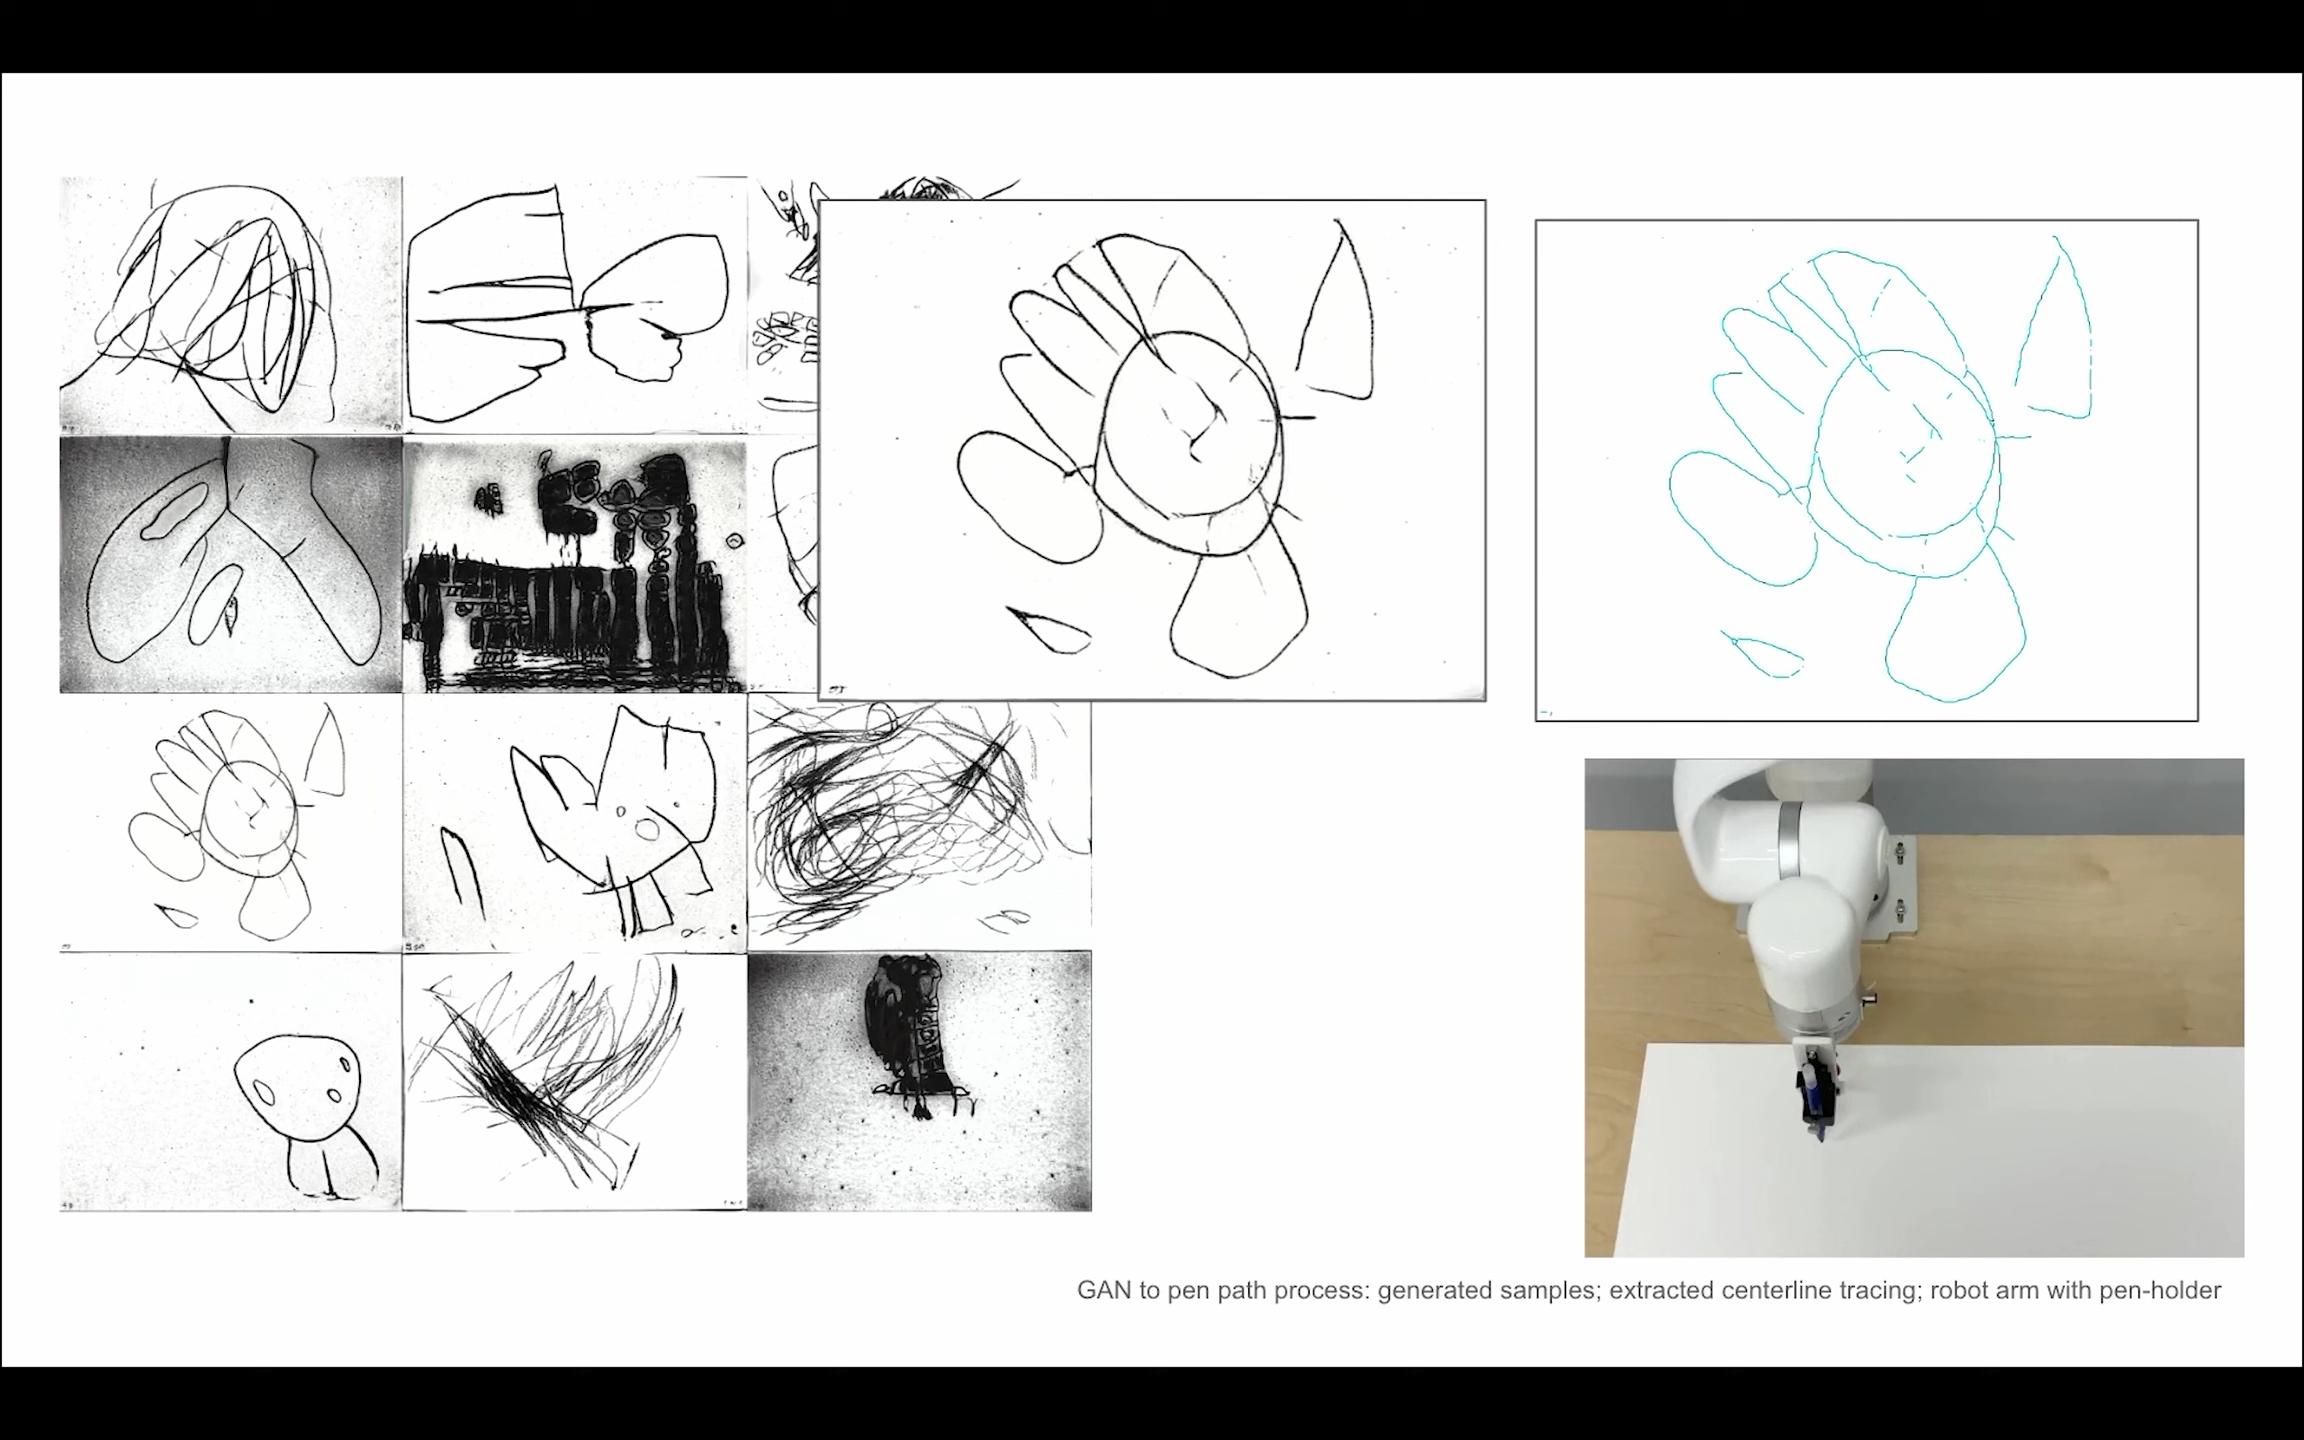 GAN to pen path process: generated samples; extracted centerline tracing; robot arm with pen-holder